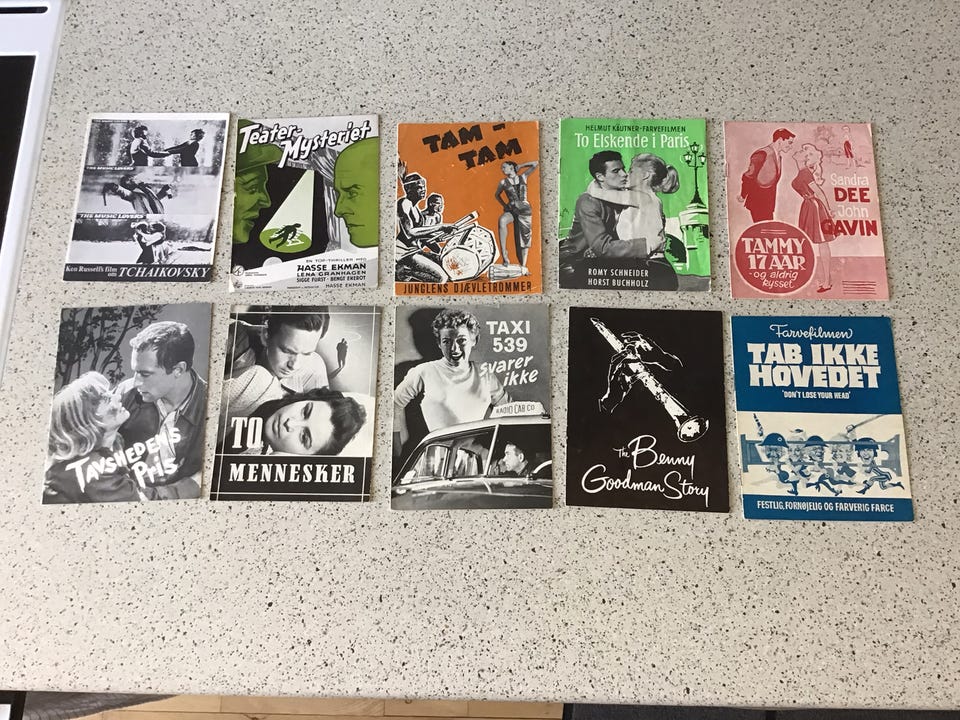 THE MUSIC LOVERS
THE MUSIC LOVERS
Ken Russell's film
om TCHAIKOVSKY
Teater-
Mysteriet
EN TOP-THRILLER MED
HASSE EKMAN
LENA GRANHAGEN
SIGGE FÜRST · BENGT EKEROT
HASSE EKMAN
TAM-
TAM
JUNGLENS DJÆVLETROMMER
HELMUT KÄUTNER-FARVEFILMEN
To Elskende i Paris
ROMY SCHNEIDER
HORST BUCHHOLZ
Sandra
DEE
John
GAVIN
TAMMY
17 AAR
-og aldrig
kysset
TAVSHEDENS
PRIS
TO
MENNESKER
TAXI
539
svarer
ikke
RADIO CAB CO
The Benny
Goodman Story
Farvefilmen
TAB IKKE
HOVEDET
'DON'T LOSE YOUR HEAD'
FESTLIG, FORNØJELIG OG FARVERIG FARCE